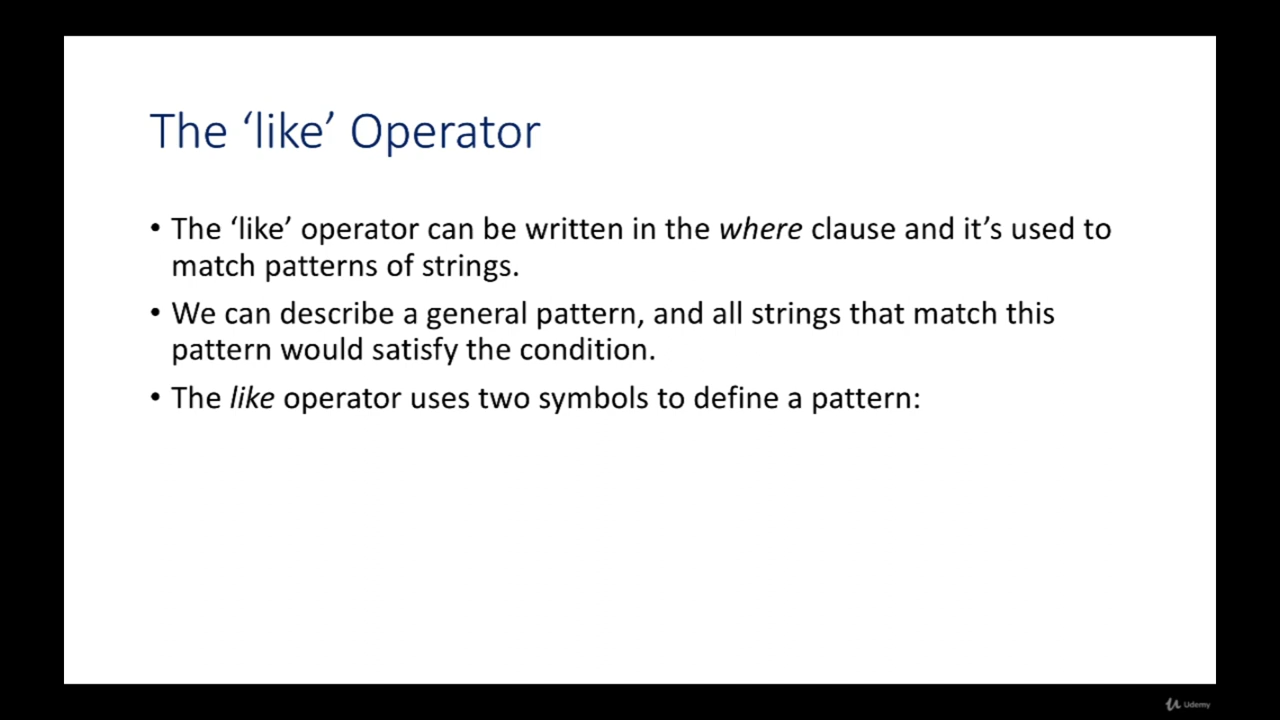 The ‘like’ Operator
• The ‘like’ operator can be written in the where clause and it’s used to
match patterns of strings.
• We can describe a general pattern, and all strings that match this
pattern would satisfy the condition.
• The like operator uses two symbols to define a pattern:
Udemy